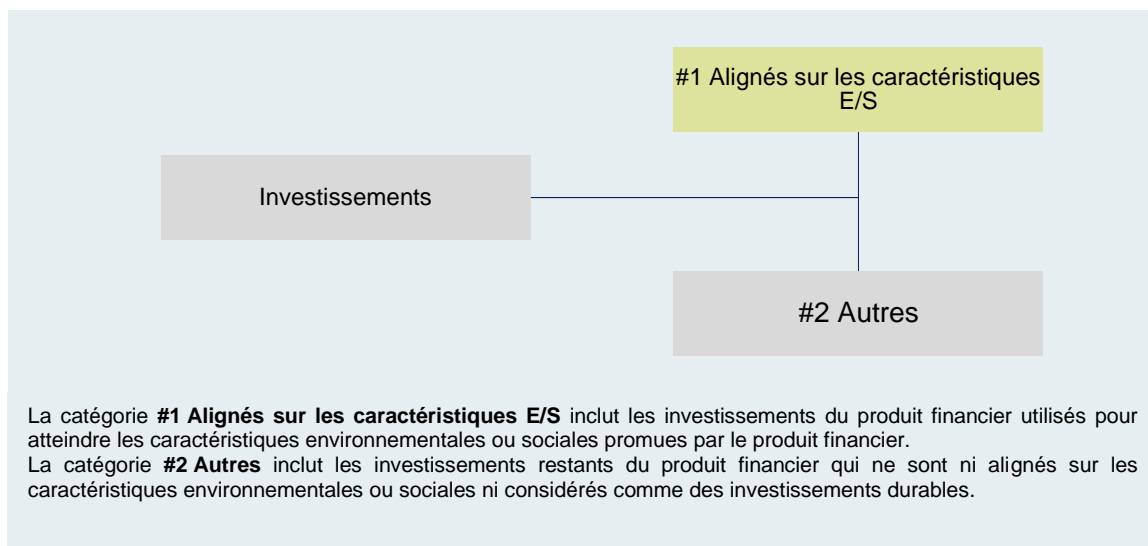 #1 Alignés sur les caractéristiques
E/S
Investissements
#2 Autres
La catégorie #1 Alignés sur les caractéristiques E/S inclut les investissements du produit financier utilisés pour
atteindre les caractéristiques environnementales ou sociales promues par le produit financier.
La catégorie #2 Autres inclut les investissements restants du produit financier qui ne sont ni alignés sur les
caractéristiques environnementales ou sociales ni considérés comme des investissements durables.